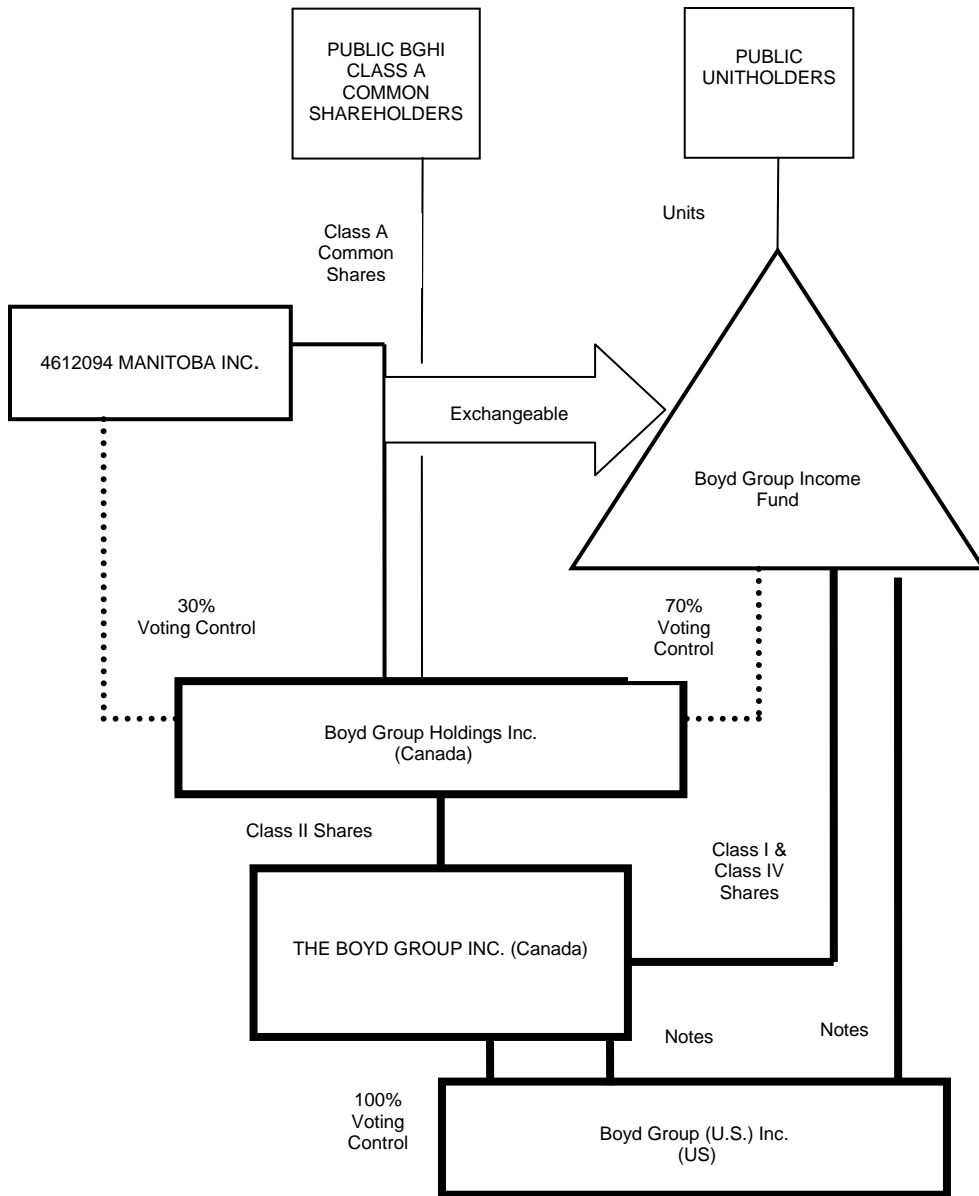 PUBLIC BGHI
CLASS A
COMMON
SHAREHOLDERS
PUBLIC
UNITHOLDERS
Class A
Common
Shares
Units
4612094 MANITOBA INC.
Exchangeable
Boyd Group Income
Fund
30%
Voting Control
70%
Voting
Control
Boyd Group Holdings Inc.
(Canada)
Class II Shares
Class I &
Class IV
Shares
THE BOYD GROUP INC. (Canada)
Notes
Notes
100%
Voting
Control
Boyd Group (U.S.) Inc.
(US)